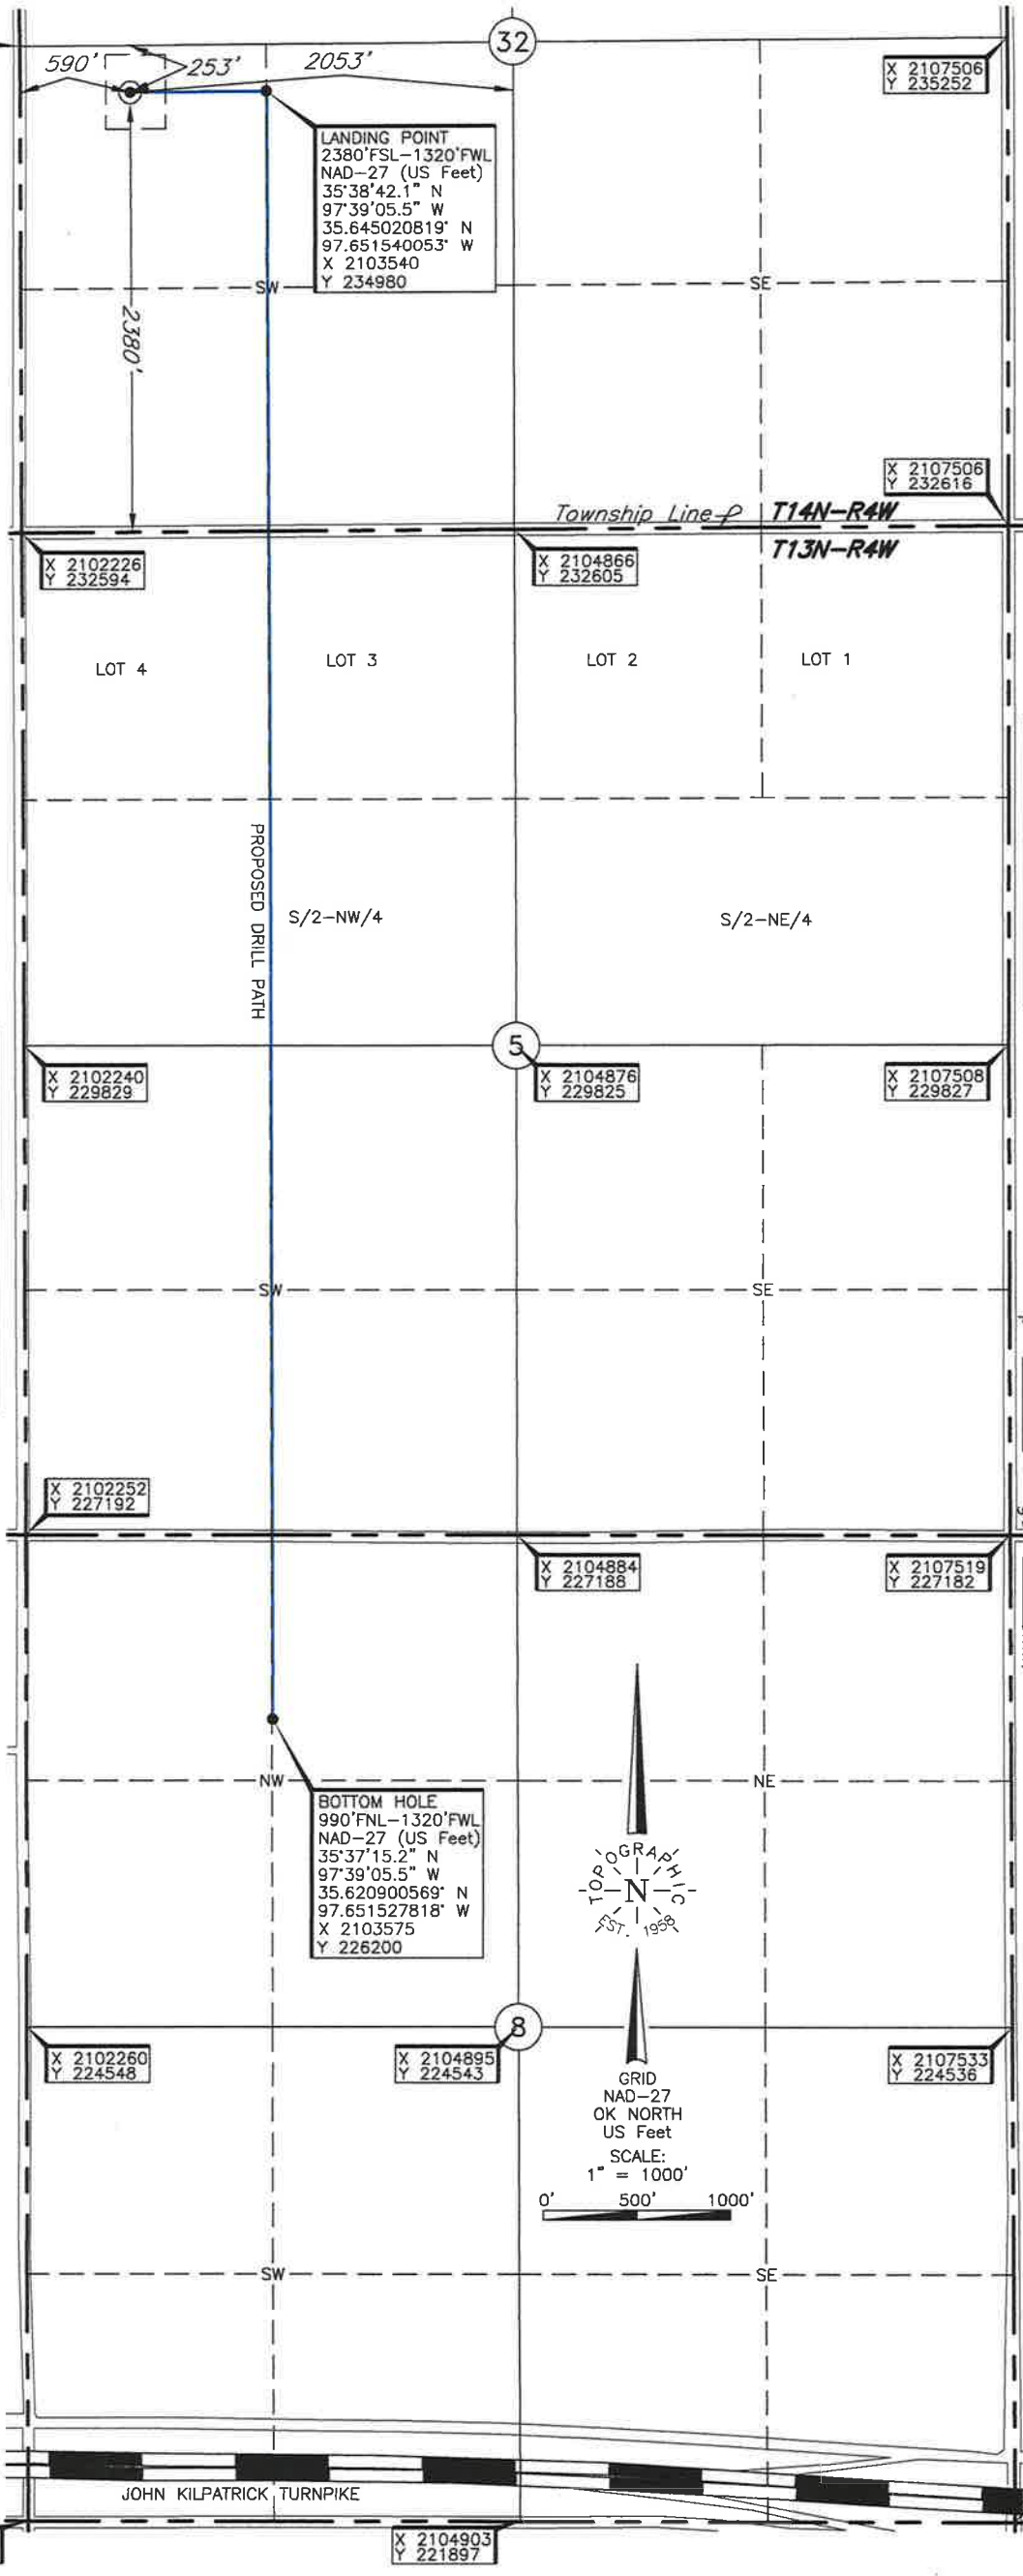 32
590'
253'
2053'
X 2107506
Y 235252
LANDING POINT
2380'FSL-1320'FWL
NAD-27 (US Feet)
35°38'42.1" N
97°39'05.5" W
35.645020819° N
97.651540053° W
X 2103540
Y 234980
SW
SE
2380'
X 2107506
Y 232616
Township Line
T14N-R4W
T13N-R4W
X 2102226
Y 232594
X 2104866
Y 232605
LOT 4
LOT 3
LOT 2
LOT 1
PROPOSED DRILL PATH
S/2-NW/4
S/2-NE/4
5
X 2102240
Y 229829
X 2104876
Y 229825
X 2107508
Y 229827
SW
SE
X 2102252
Y 227192
X 2104884
Y 227188
X 2107519
Y 227182
NW
NE
BOTTOM HOLE
990'FNL-1320'FWL
NAD-27 (US Feet)
35°37'15.2" N
97°39'05.5" W
35.620900569° N
97.651527818° W
X 2103575
Y 226200
TOPOGRAPHIC
N
EST. 1958
8
X 2102260
Y 224548
X 2104895
Y 224543
X 2107533
Y 224536
GRID
NAD-27
OK NORTH
US Feet
SCALE:
1" = 1000'
0' 500' 1000'
SW
SE
JOHN KILPATRICK TURNPIKE
X 2104903
Y 221897